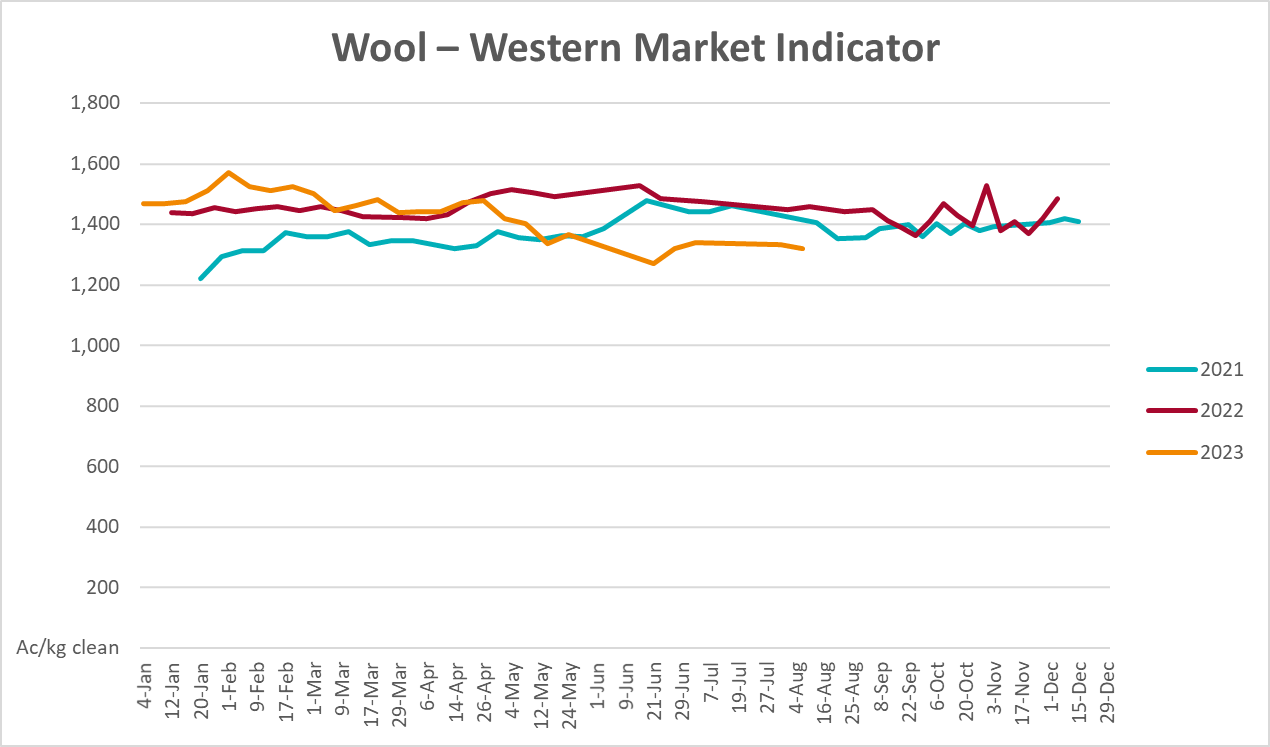 Wool – Western Market Indicator
1,800
1,600
1,400
1,200
1,000
800
600
400
200
Ac/kg clean
4-Jan
12-Jan
20-Jan
1-Feb
9-Feb
17-Feb
1-Mar
9-Mar
17-Mar
29-Mar
6-Apr
14-Apr
26-Apr
4-May
12-May
24-May
1-Jun
9-Jun
21-Jun
29-Jun
7-Jul
19-Jul
27-Jul
4-Aug
16-Aug
25-Aug
8-Sep
22-Sep
6-Oct
20-Oct
3-Nov
17-Nov
1-Dec
15-Dec
29-Dec
2021
2022
2023